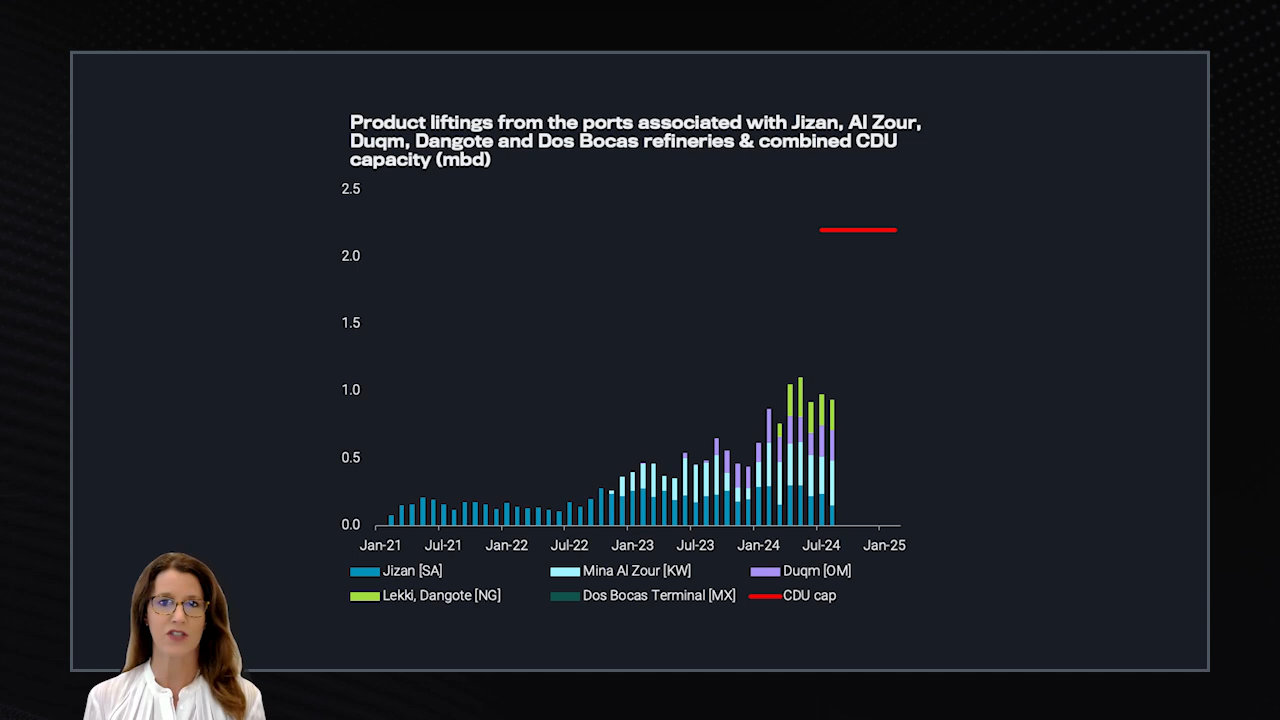 Product liftings from the ports associated with Jizan, Al Zour,
Duqm, Dangote and Dos Bocas refineries & combined CDU
capacity (mbd)
2.5
2.0
1.5
1.0
0.5
0.0
Jan-21 Jul-21 Jan-22 Jul-22 Jan-23 Jul-23 Jan-24 Jul-24 Jan-25
Jizan [SA] Mina Al Zour [KW] Duqm [OM]
Lekki, Dangote [NG] Dos Bocas Terminal [MX] CDU cap